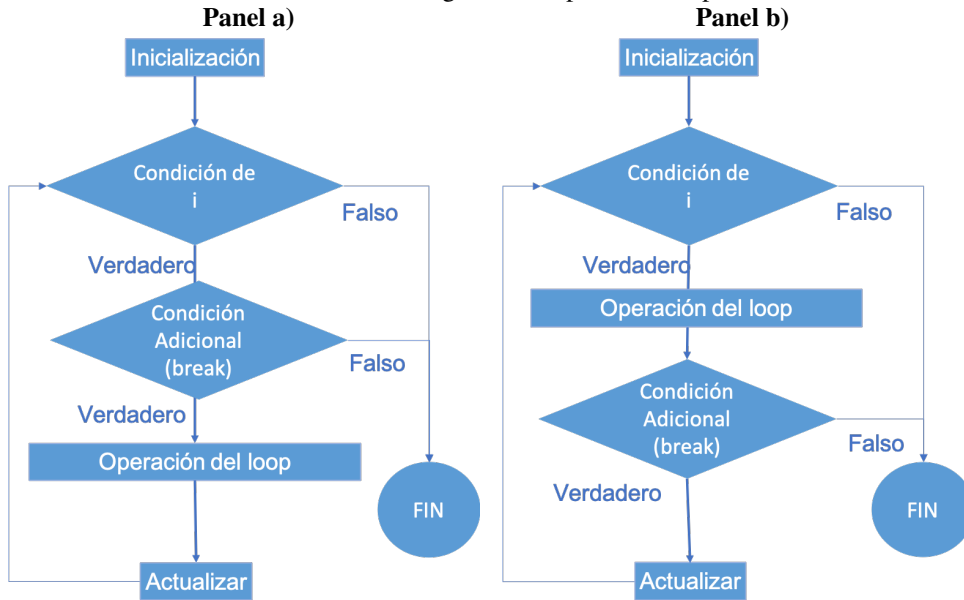 Panel a)
Inicialización
Condición de
i
Falso
Verdadero
Condición
Adicional
(break)
Falso
Verdadero
Operación del loop
FIN
Actualizar
Panel b)
Inicialización
Condición de
i
Falso
Verdadero
Operación del loop
Condición
Adicional
(break)
Falso
Verdadero
FIN
Actualizar